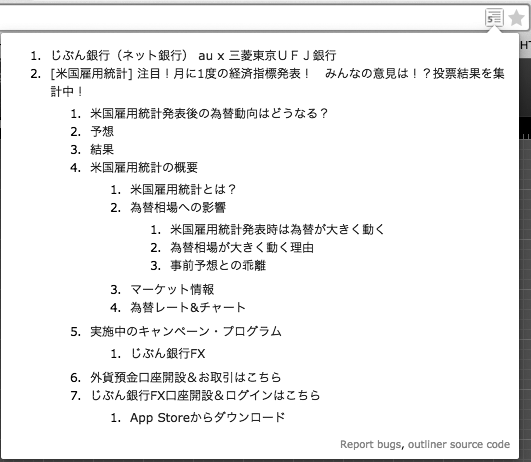 1. じぶん銀行（ネット銀行） au x 三菱東京ＵＦＪ銀行
2. [米国雇用統計] 注目！月に1度の経済指標発表！　みんなの意見は！？投票結果を集
計中！
1. 米国雇用統計発表後の為替動向はどうなる？
2. 予想
3. 結果
4. 米国雇用統計の概要
1. 米国雇用統計とは？
2. 為替相場への影響
1. 米国雇用統計発表時は為替が大きく動く
2. 為替相場が大きく動く理由
3. 事前予想との乖離
3. マーケット情報
4. 為替レート&チャート
5. 実施中のキャンペーン・プログラム
1. じぶん銀行FX
6. 外貨預金口座開設＆お取引はこちら
7. じぶん銀行FX口座開設＆ログインはこちら
1. App Storeからダウンロード
Report bugs, outliner source code